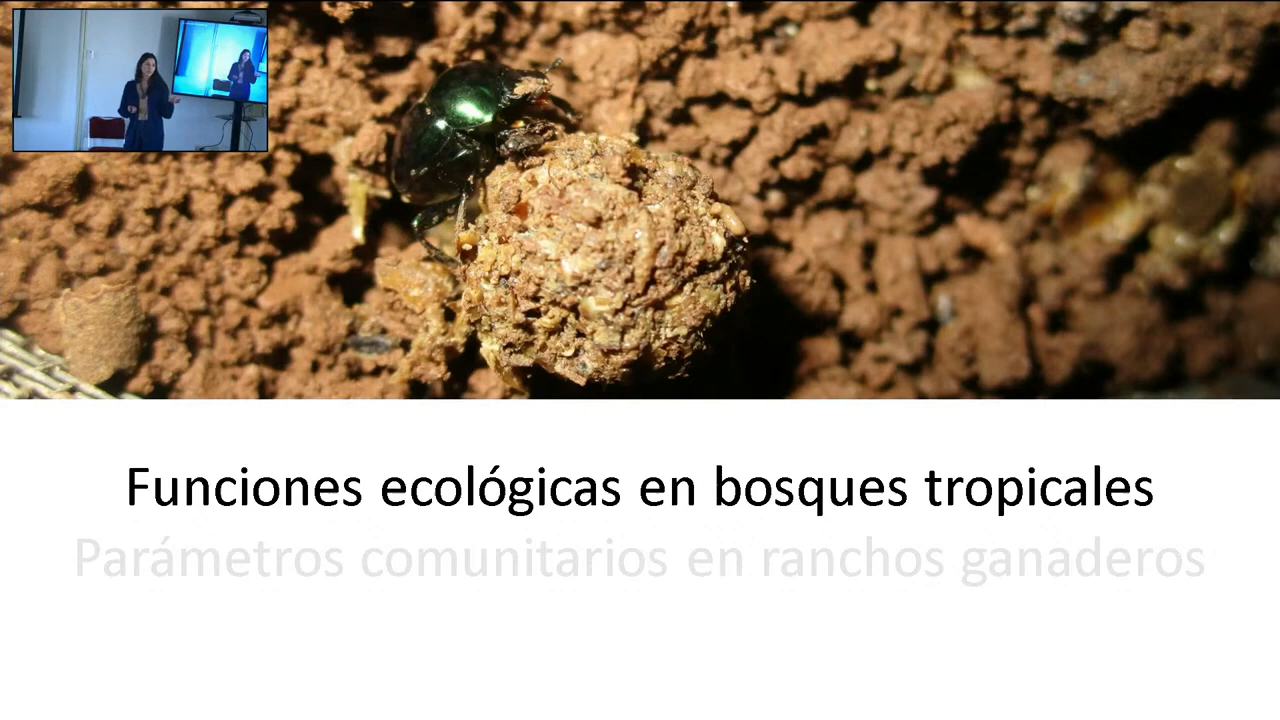 Funciones ecológicas en bosques tropicales
Parámetros comunitarios en ranchos ganaderos